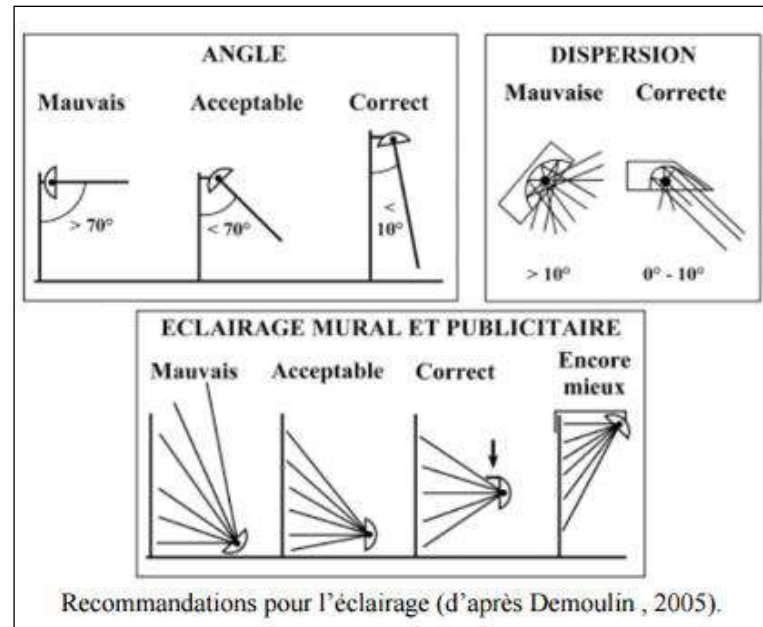 ANGLE
Mauvais Acceptable Correct
> 70°
< 70°
<
10°
DISPERSION
Mauvaise Correcte
> 10° 0° - 10°
ECLAIRAGE MURAL ET PUBLICITAIRE
Mauvais Acceptable Correct Encore
mieux
Recommandations pour l'éclairage (d'après Demoulin , 2005).